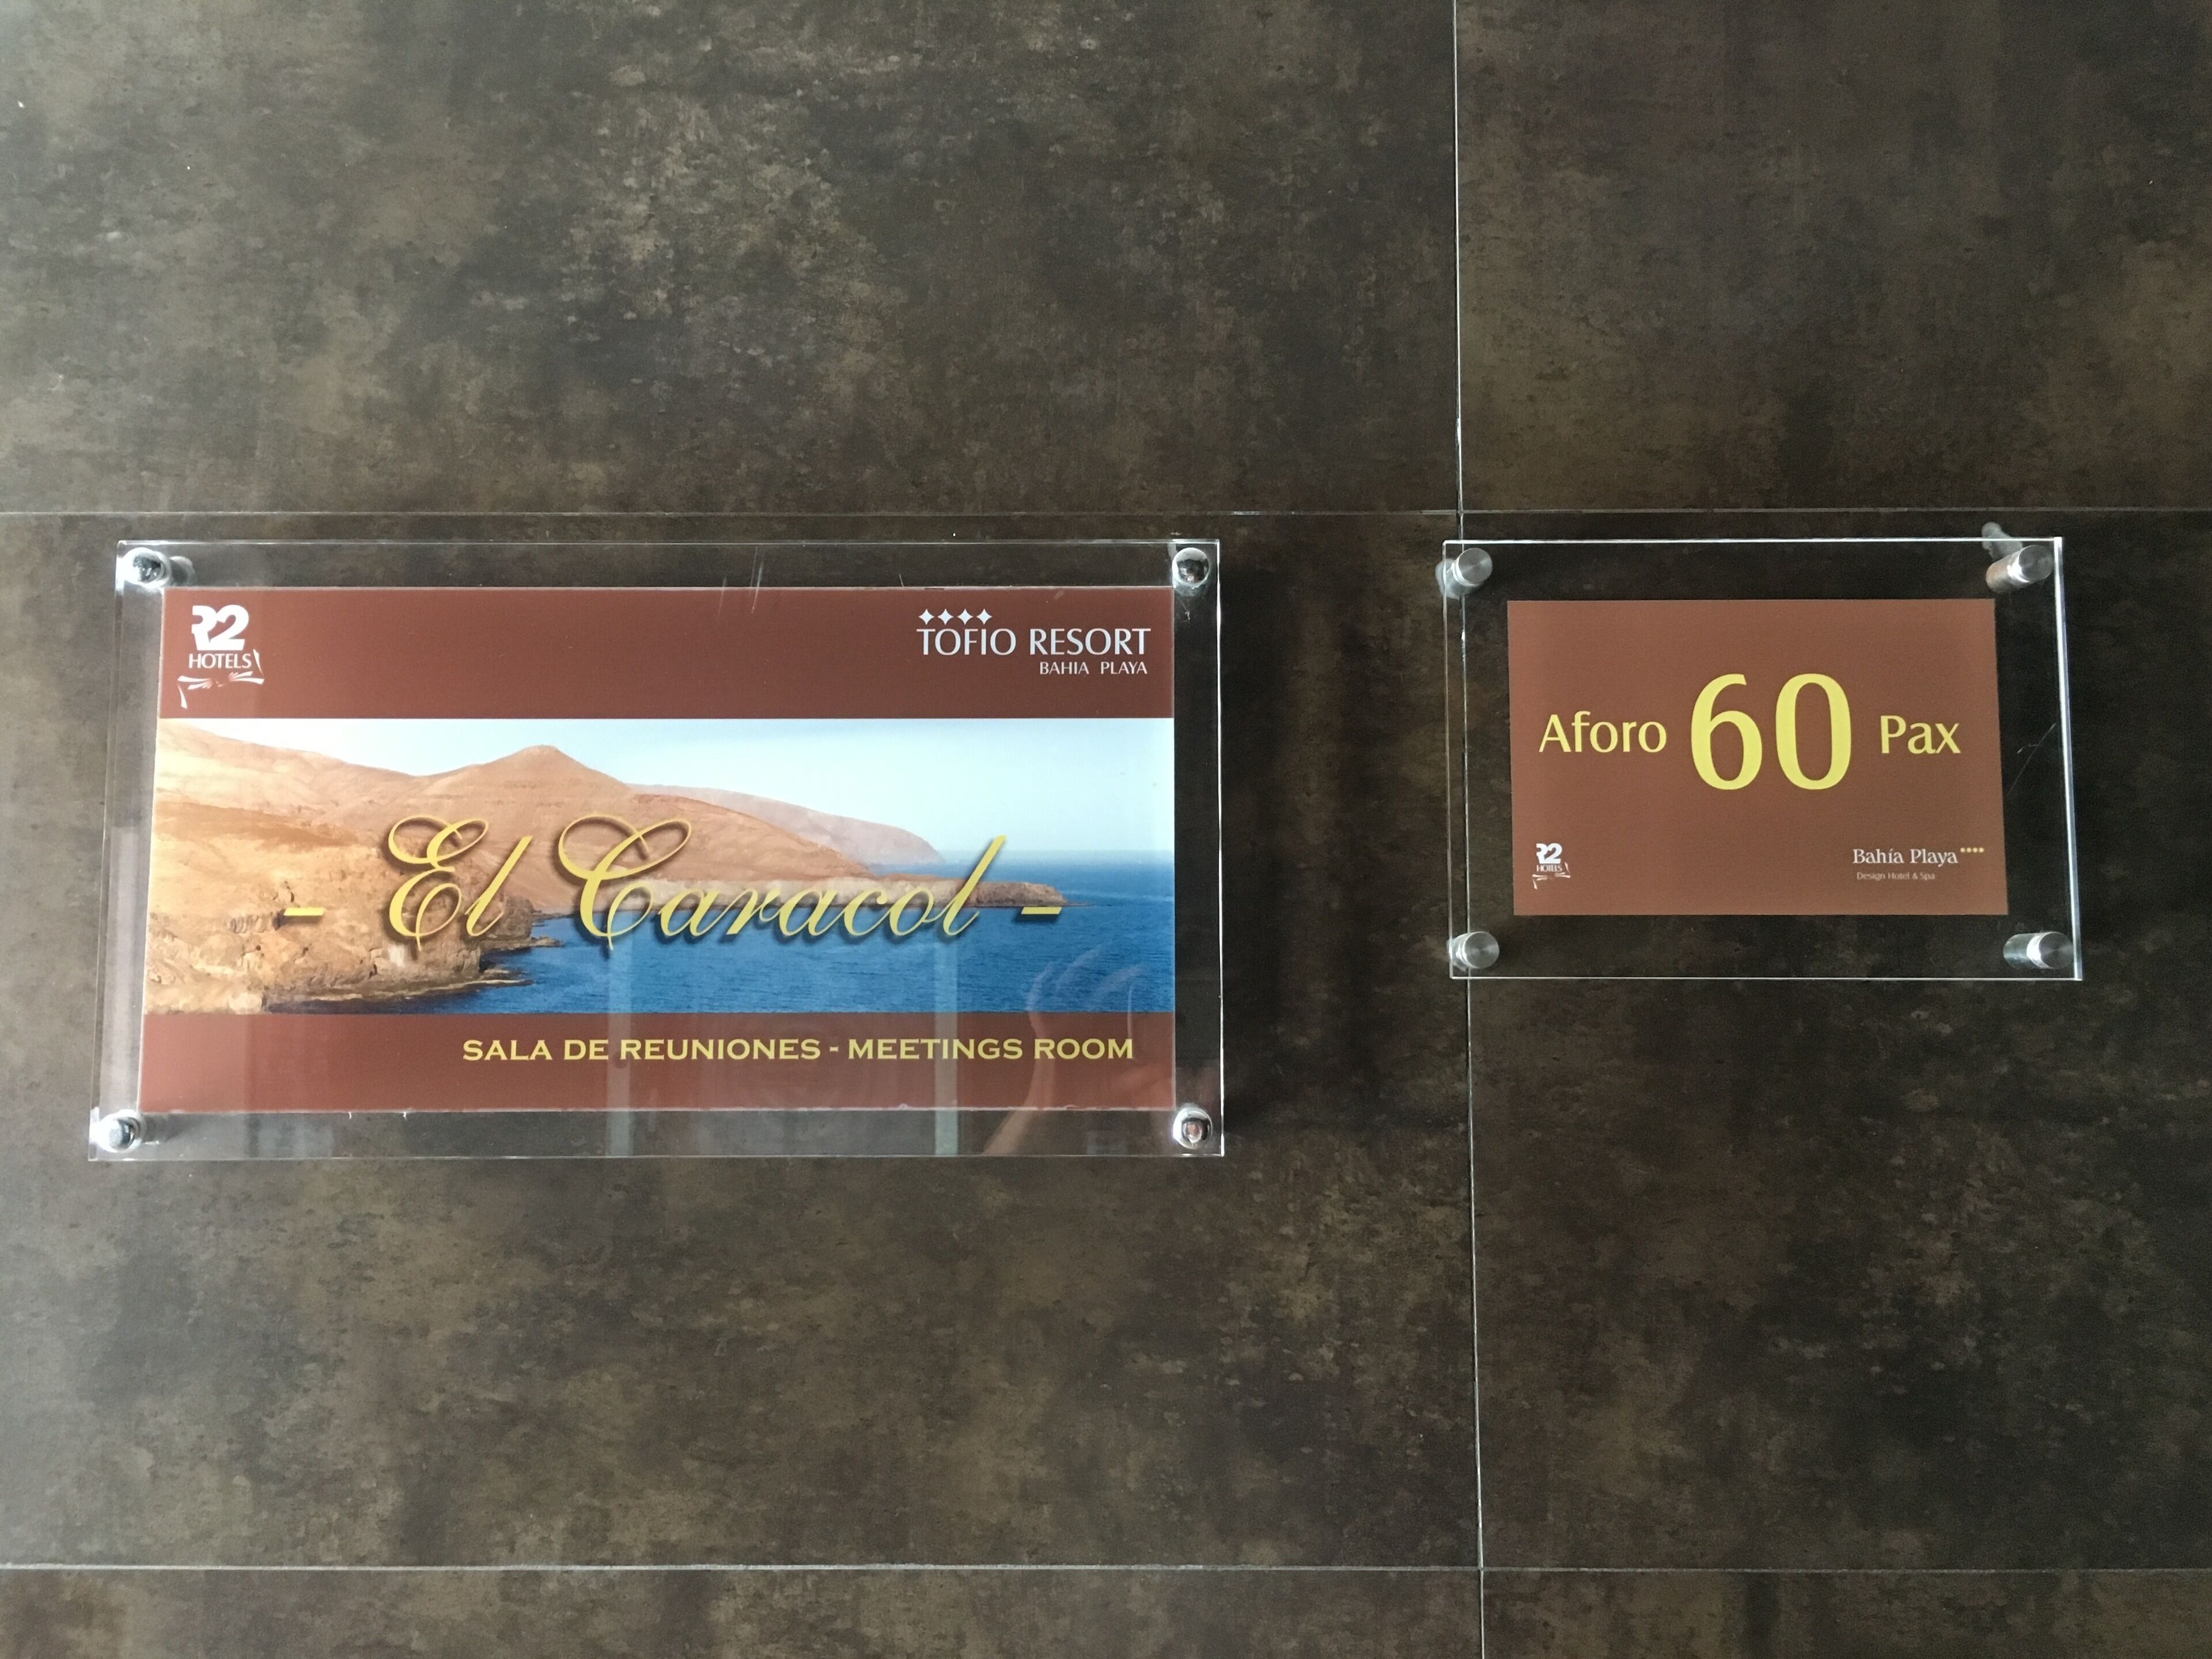 R2
HOTELS
TOFIO RESORT
BAHIA PLAYA
- El Caracol -
SALA DE REUNIONES - MEETINGS ROOM
Aforo 60 Pax
R2
HOTELS
Bahía Playa
Design Hotel & Spa